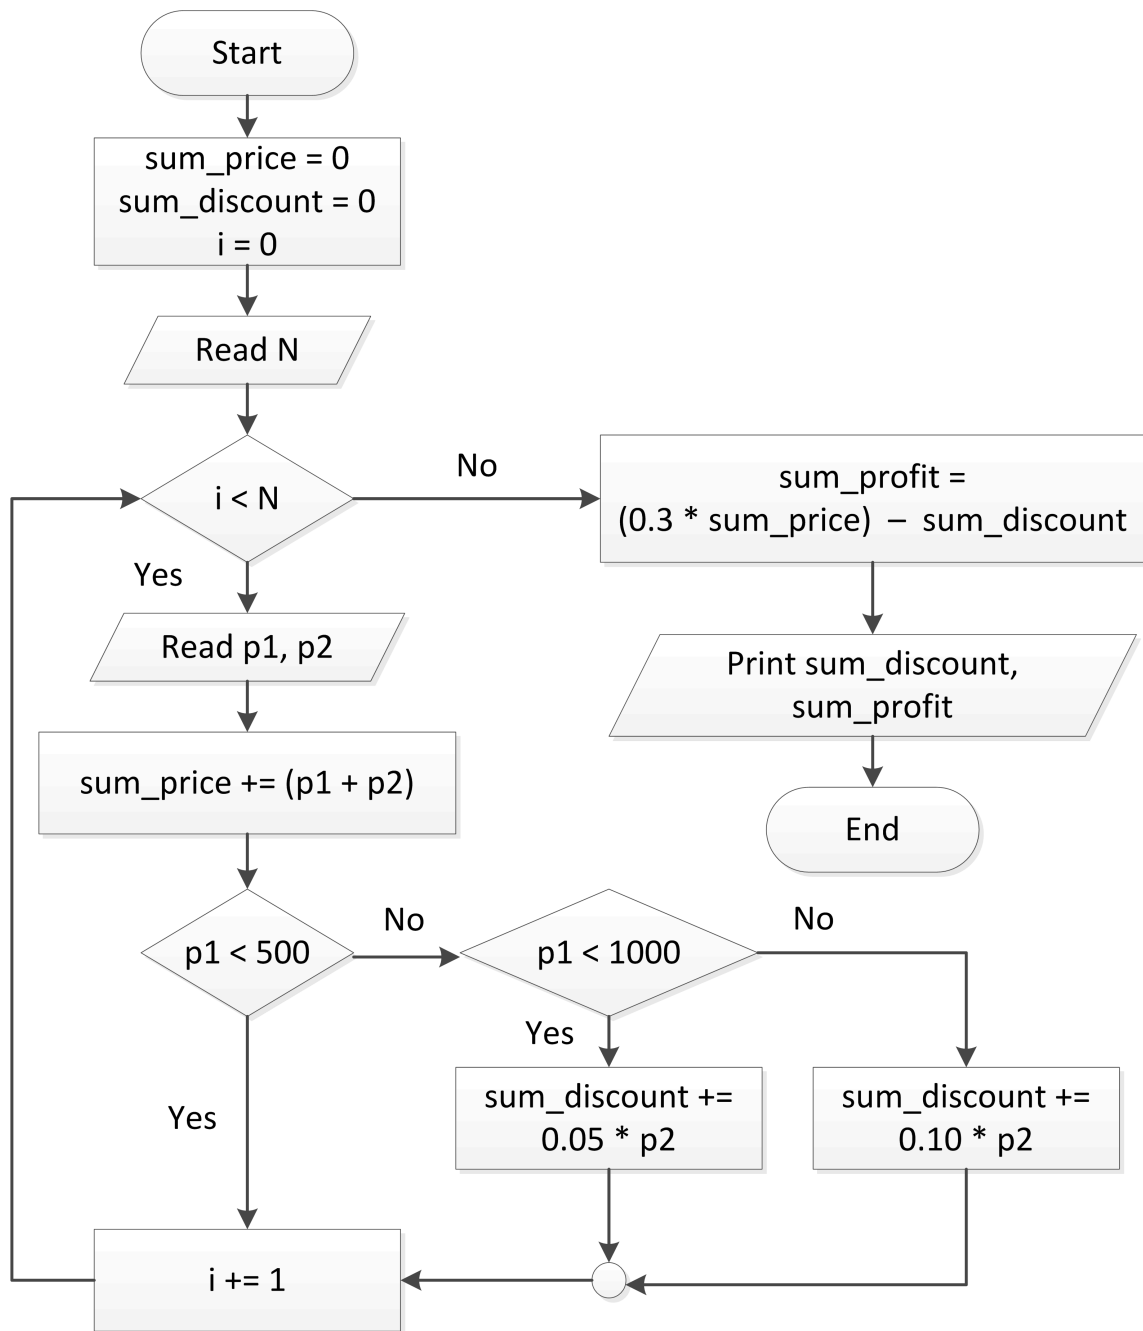 Start
sum_price = 0
sum_discount = 0
i = 0
Read N
i < N
No
sum_profit =
(0.3 * sum_price) – sum_discount
Yes
Read p1, p2
Print sum_discount,
sum_profit
sum_price += (p1 + p2)
End
p1 < 500
No
p1 < 1000
No
Yes
Yes
sum_discount +=
0.05 * p2
sum_discount +=
0.10 * p2
i += 1